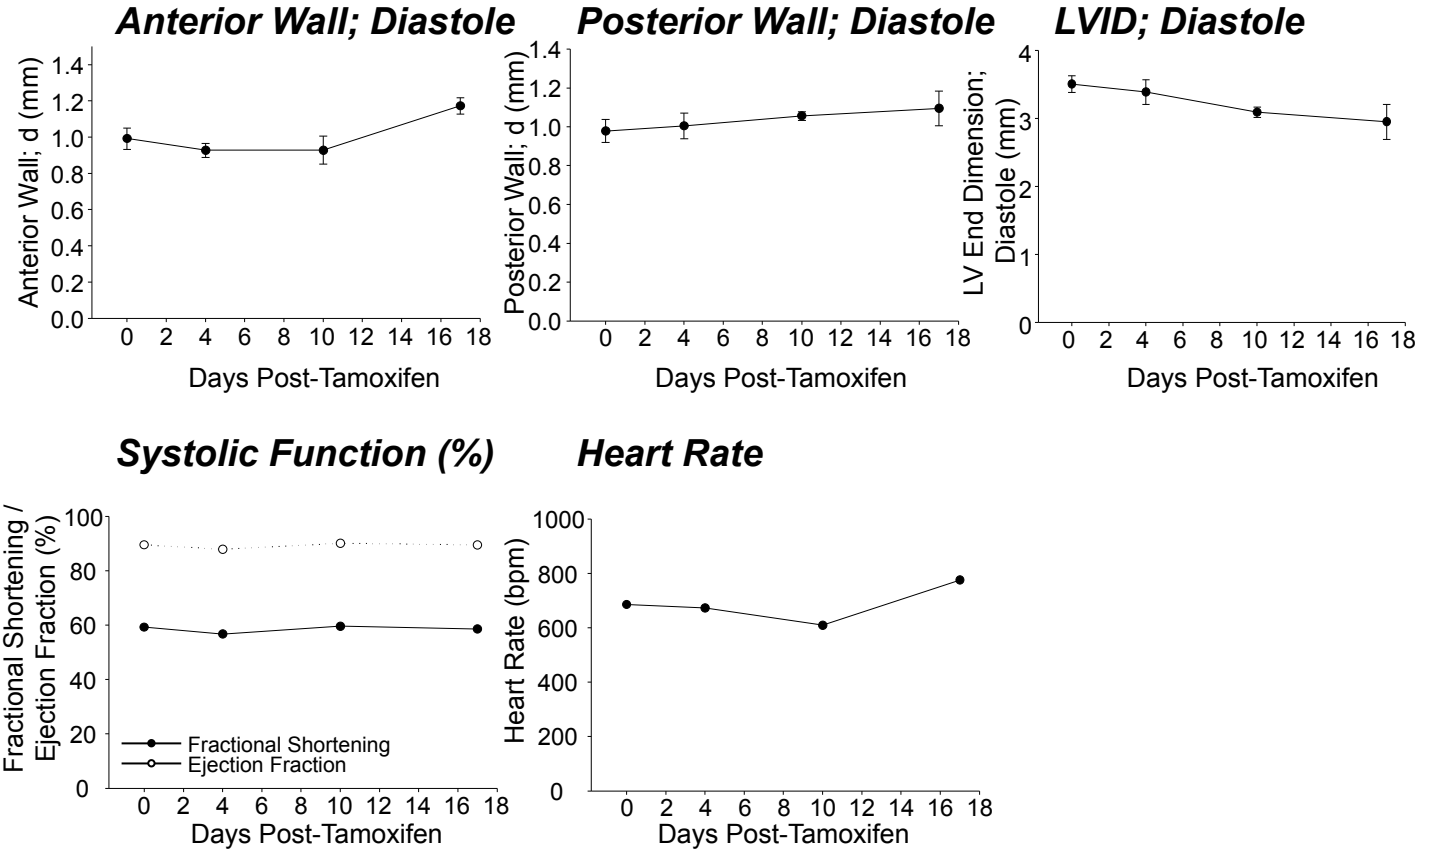 Anterior Wall; Diastole
Anterior Wall; d (mm)
1.4
1.2
1.0
0.8
0.6
0.4
0.2
0.0
0 2 4 6 8 10 12 14 16 18
Days Post-Tamoxifen
Posterior Wall; Diastole
Posterior Wall; d (mm)
1.4
1.2
1.0
0.8
0.6
0.4
0.2
0.0
0 2 4 6 8 10 12 14 16 18
Days Post-Tamoxifen
LVID; Diastole
LV End Dimension;
Diastole (mm)
4
3
2
1
0
0 2 4 6 8 10 12 14 16 18
Days Post-Tamoxifen
Systolic Function (%)
Fractional Shortening /
Ejection Fraction (%)
100
80
60
40
20
0
Fractional Shortening
Ejection Fraction
0 2 4 6 8 10 12 14 16 18
Days Post-Tamoxifen
Heart Rate
Heart Rate (bpm)
1000
800
600
400
200
0
0 2 4 6 8 10 12 14 16 18
Days Post-Tamoxifen